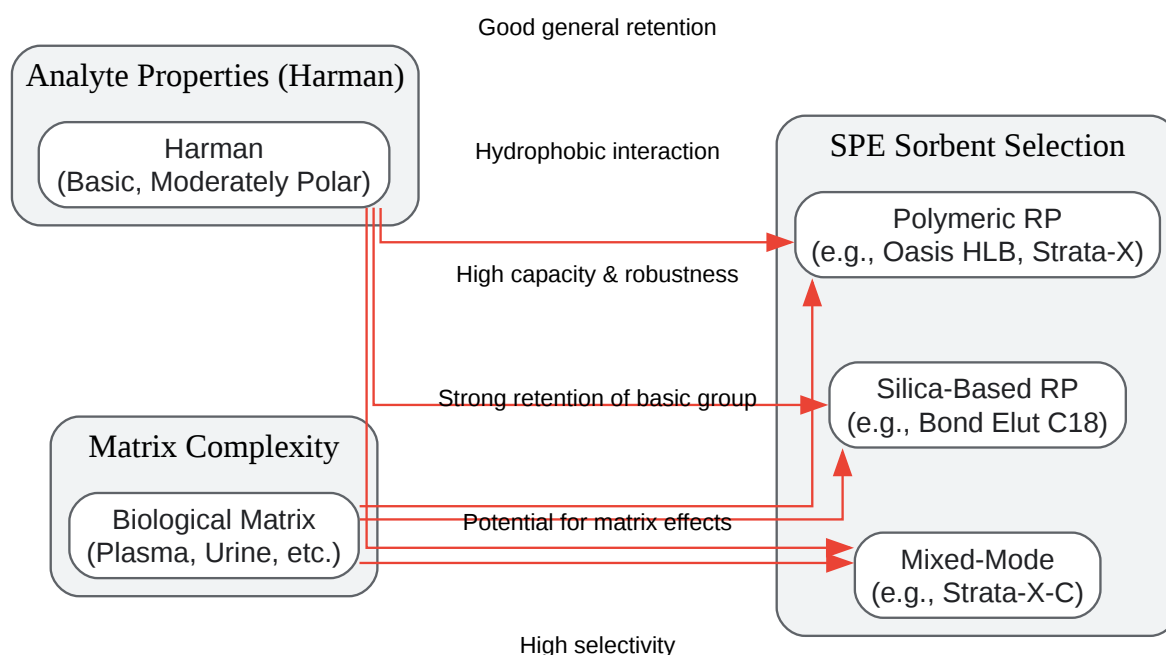 Good general retention
Analyte Properties (Harman)
Harman
(Basic, Moderately Polar)
Hydrophobic interaction
SPE Sorbent Selection
Polymeric RP
(e.g., Oasis HLB, Strata-X)
High capacity & robustness
Silica-Based RP
(e.g., Bond Elut C18)
Strong retention of basic group
Matrix Complexity
Biological Matrix
(Plasma, Urine, etc.)
Potential for matrix effects
Mixed-Mode
(e.g., Strata-X-C)
High selectivity